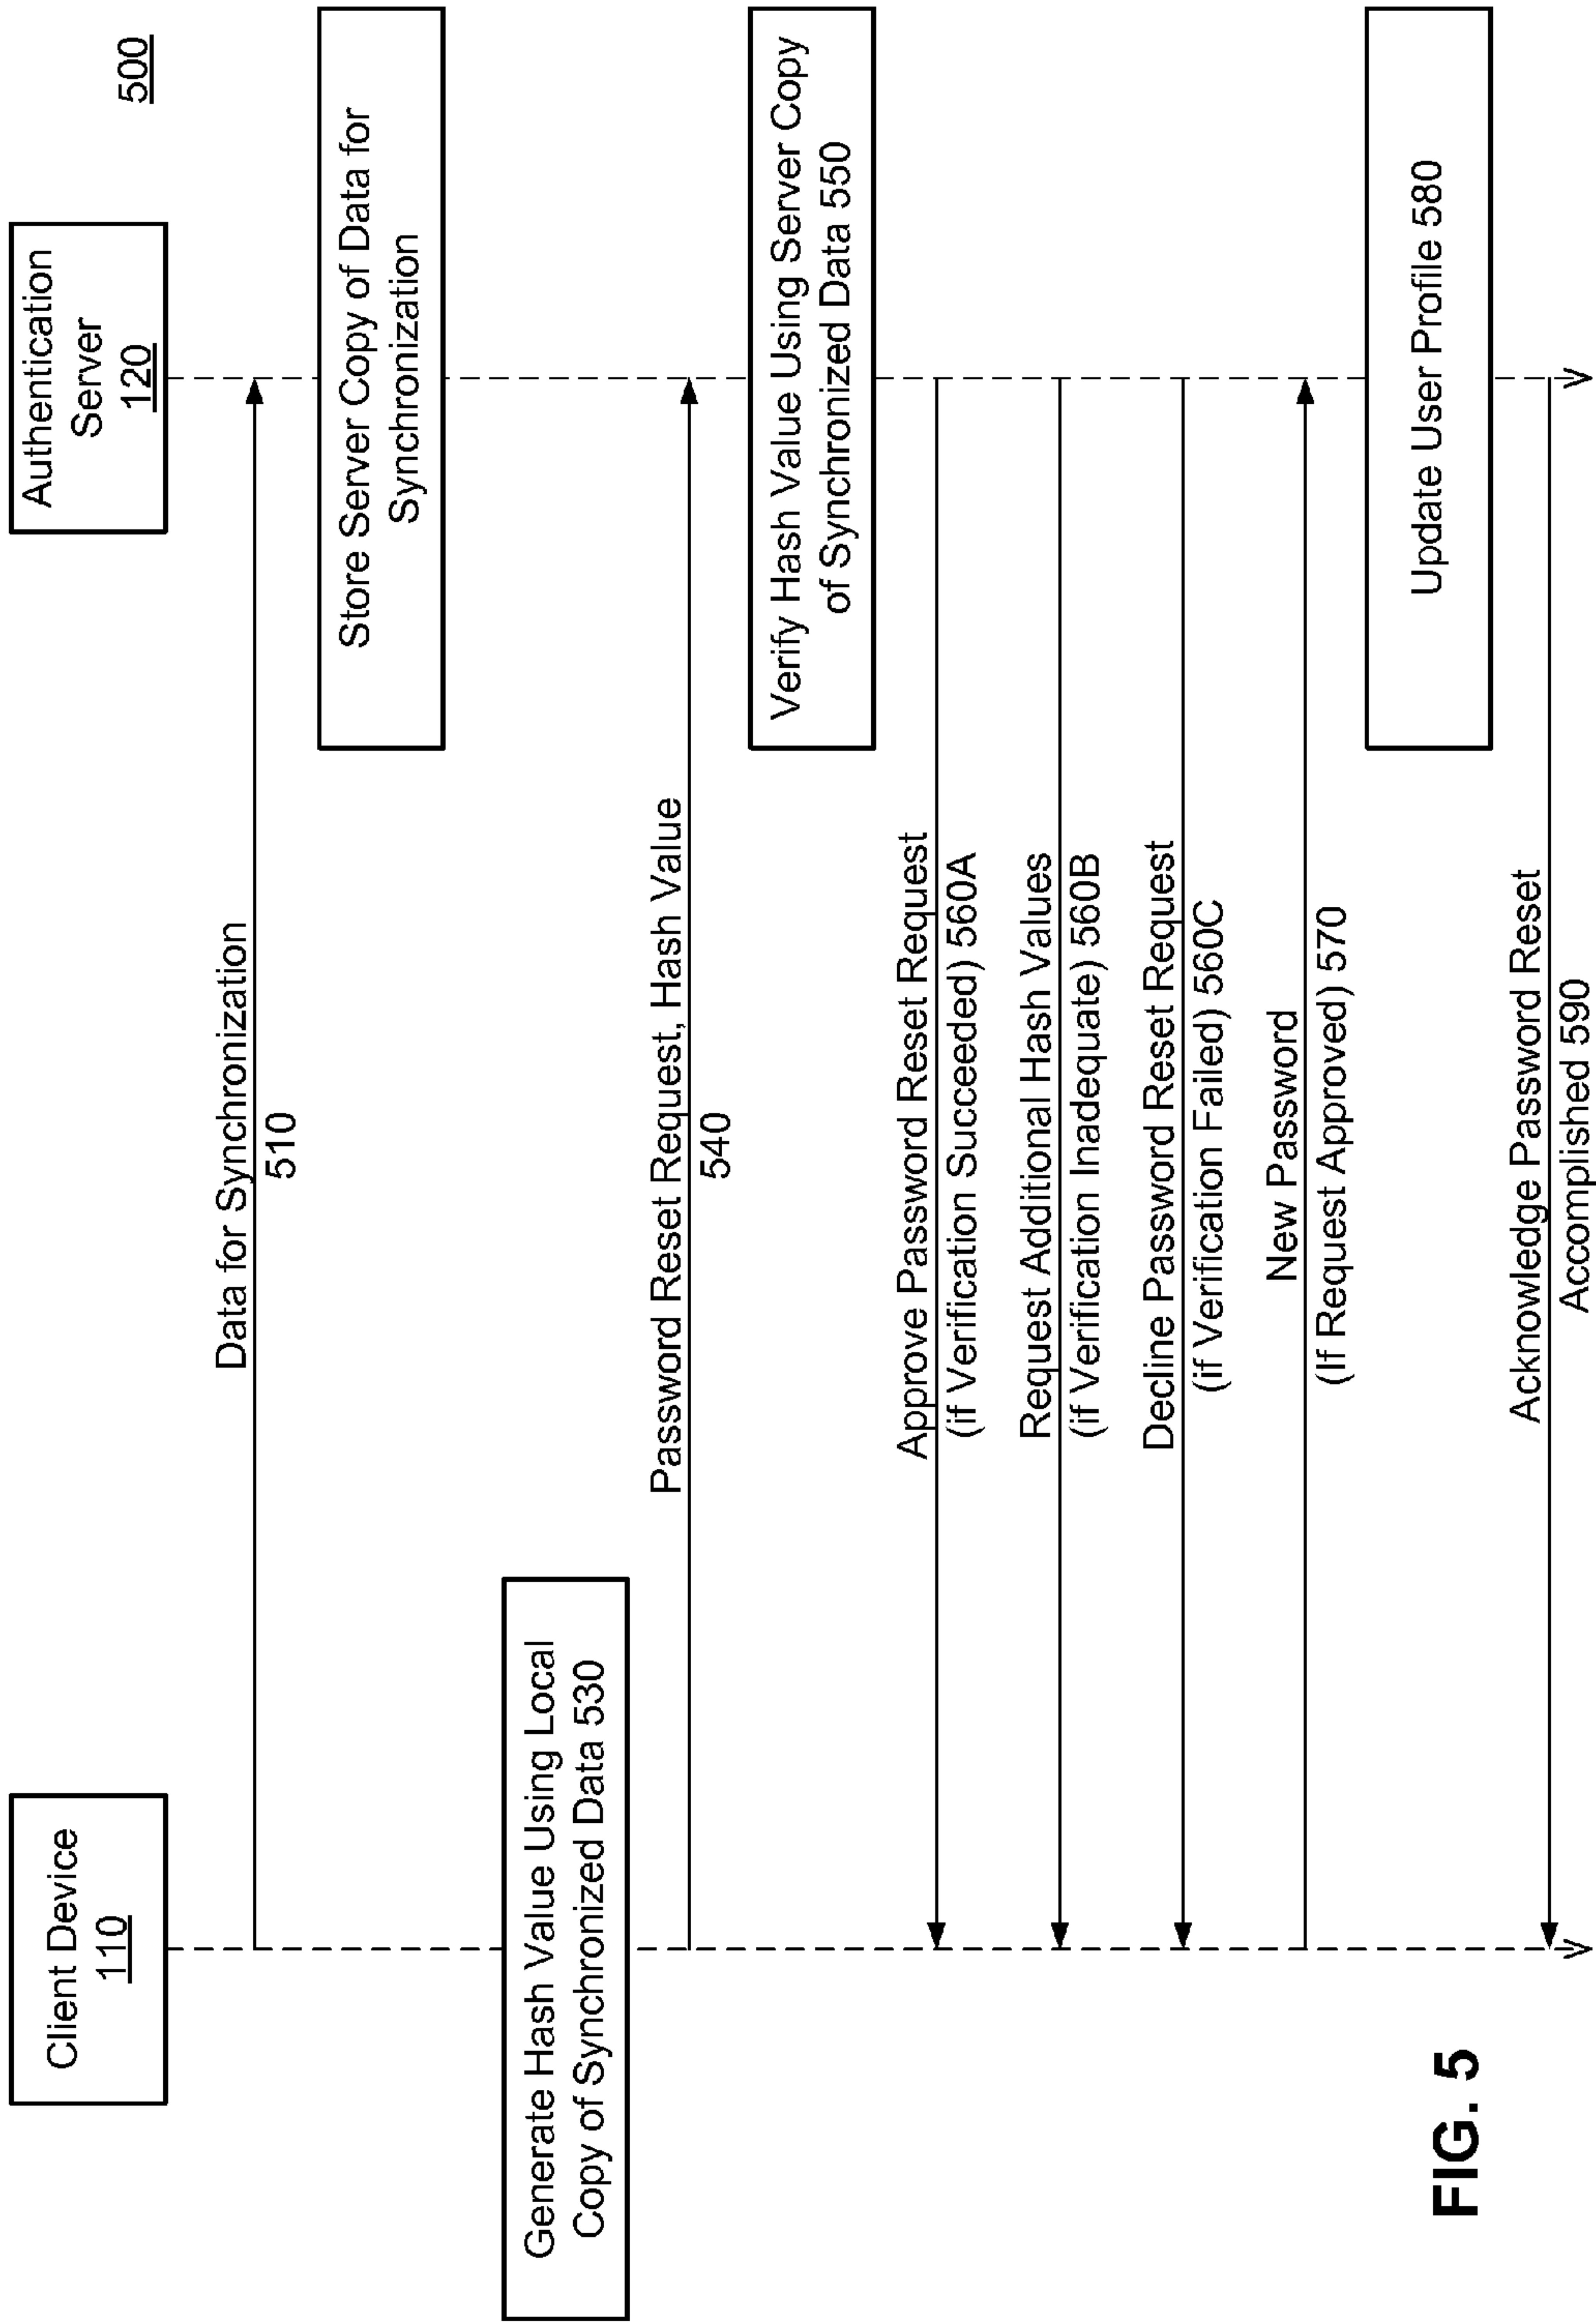 500
Client Device
110
Authentication
Server
120
Data for Synchronization
510
Store Server Copy of Data for
Synchronization
Generate Hash Value Using Local
Copy of Synchronized Data 530
Password Reset Request, Hash Value
540
Verify Hash Value Using Server Copy
of Synchronized Data 550
Approve Password Reset Request
(if Verification Succeeded) 560A
Request Additional Hash Values
(if Verification Inadequate) 560B
Decline Password Reset Request
(if Verification Failed) 560C
New Password
(If Request Approved) 570
Update User Profile 580
Acknowledge Password Reset
Accomplished 590
FIG. 5